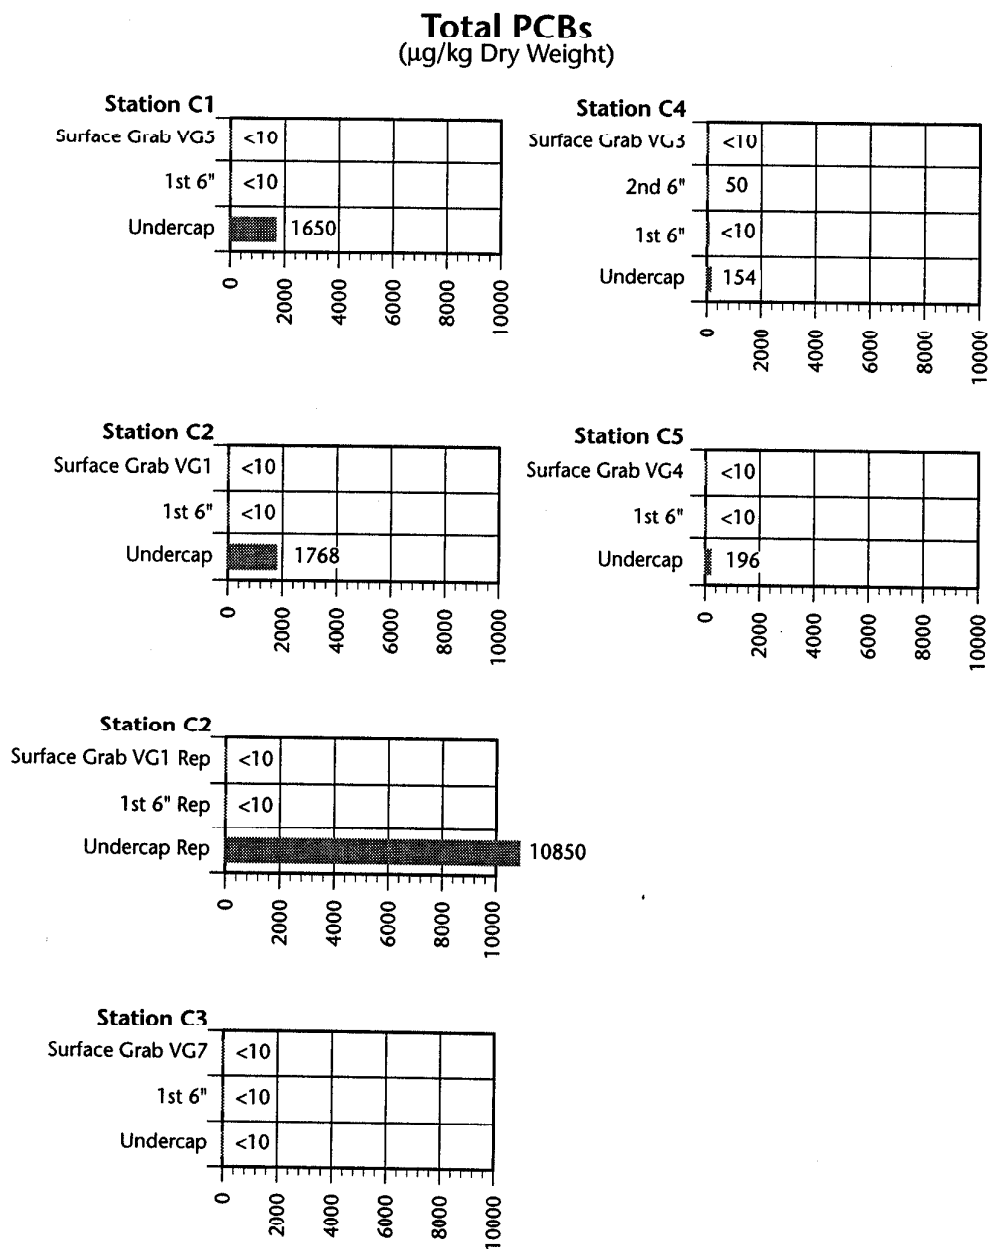 Total PCBs
(µg/kg Dry Weight)
Station C1
Surface Grab VG5 <10
1st 6" <10
Undercap 1650
0 2000 4000 6000 8000 10000
Station C4
Surface Grab VG3 <10
2nd 6" 50
1st 6" <10
Undercap 154
0 2000 4000 6000 8000 10000
Station C2
Surface Grab VG1 <10
1st 6" <10
Undercap 1768
0 2000 4000 6000 8000 10000
Station C5
Surface Grab VG4 <10
1st 6" <10
Undercap 196
0 2000 4000 6000 8000 10000
Station C2
Surface Grab VG1 Rep <10
1st 6" Rep <10
Undercap Rep 10850
0 2000 4000 6000 8000 10000
Station C3
Surface Grab VG7 <10
1st 6" <10
Undercap <10
0 2000 4000 6000 8000 10000